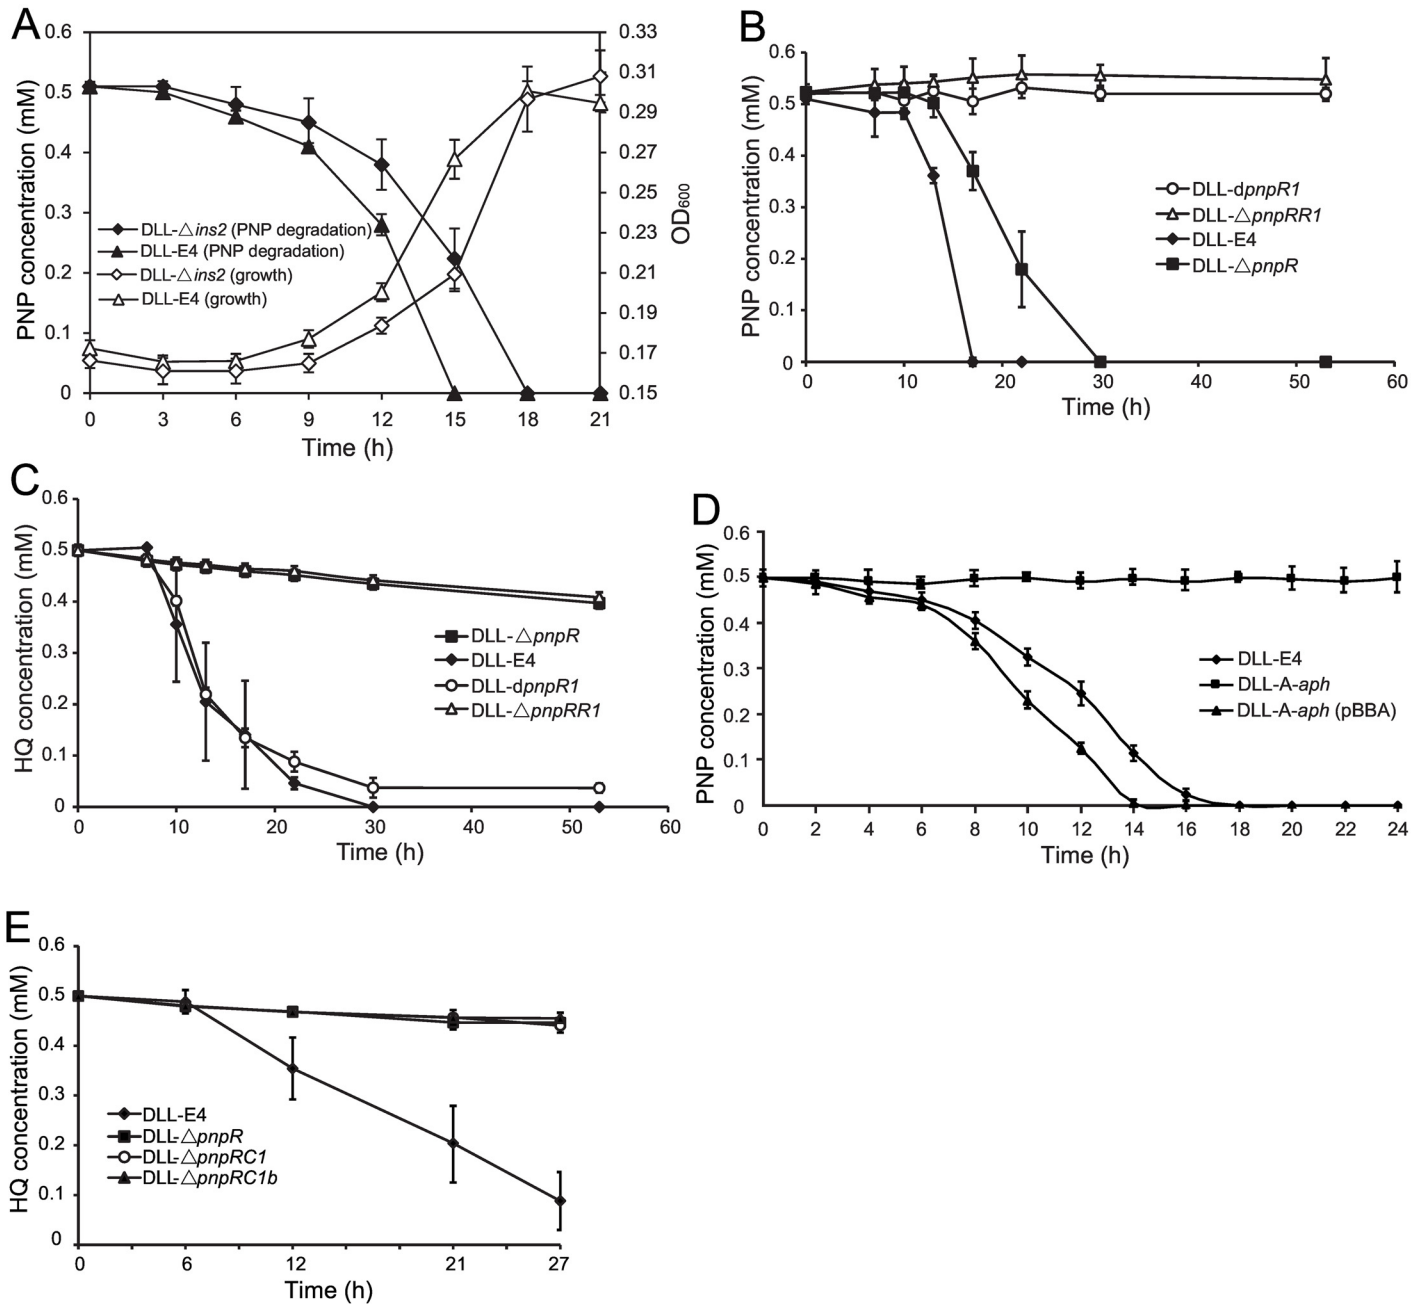 A
PNP concentration (mM)
0.6
0.5
0.4
0.3
0.2
0.1
0
0.33
0.31
0.29
0.27
0.25
0.23
0.21
0.19
0.17
0.15
OD600
DLL-△ins2 (PNP degradation)
DLL-E4 (PNP degradation)
DLL-△ins2 (growth)
DLL-E4 (growth)
0 3 6 9 12 15 18 21
Time (h)
B
PNP concentration (mM)
0.6
0.5
0.4
0.3
0.2
0.1
0
DLL-dpnpR1
DLL-△pnpRR1
DLL-E4
DLL-△pnpR
0 10 20 30 40 50 60
Time (h)
C
HQ concentration (mM)
0.6
0.5
0.4
0.3
0.2
0.1
0
DLL-△pnpR
DLL-E4
DLL-dpnpR1
DLL-△pnpRR1
0 10 20 30 40 50 60
Time (h)
D
PNP concentration (mM)
0.6
0.5
0.4
0.3
0.2
0.1
0
DLL-E4
DLL-A-aph
DLL-A-aph (pBBA)
0 2 4 6 8 10 12 14 16 18 20 22 24
Time (h)
E
HQ concentration (mM)
0.6
0.5
0.4
0.3
0.2
0.1
0
DLL-E4
DLL-△pnpR
DLL-△pnpRC1
DLL-△pnpRC1b
0 6 12 21 27
Time (h)